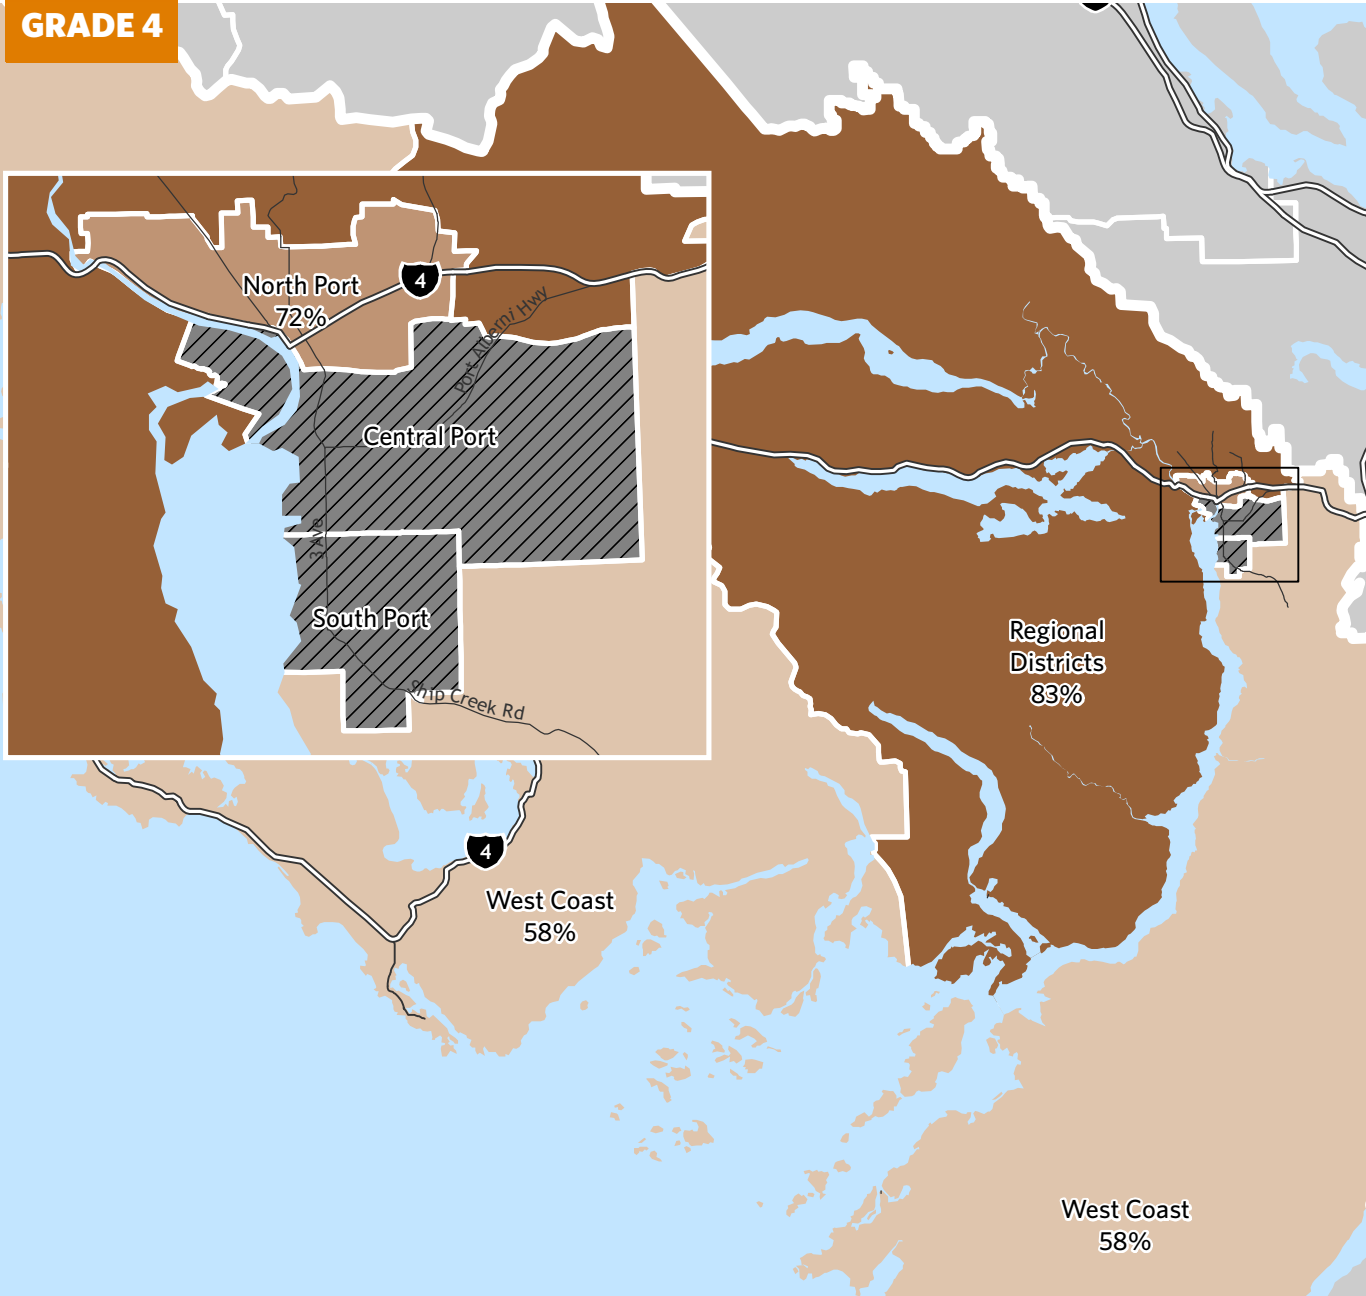 GRADE 4
North Port
72%
4
Port Alberni Hwy
Central Port
3 Ave
South Port
Ship Creek Rd
Regional
Districts
83%
4
West Coast
58%
West Coast
58%